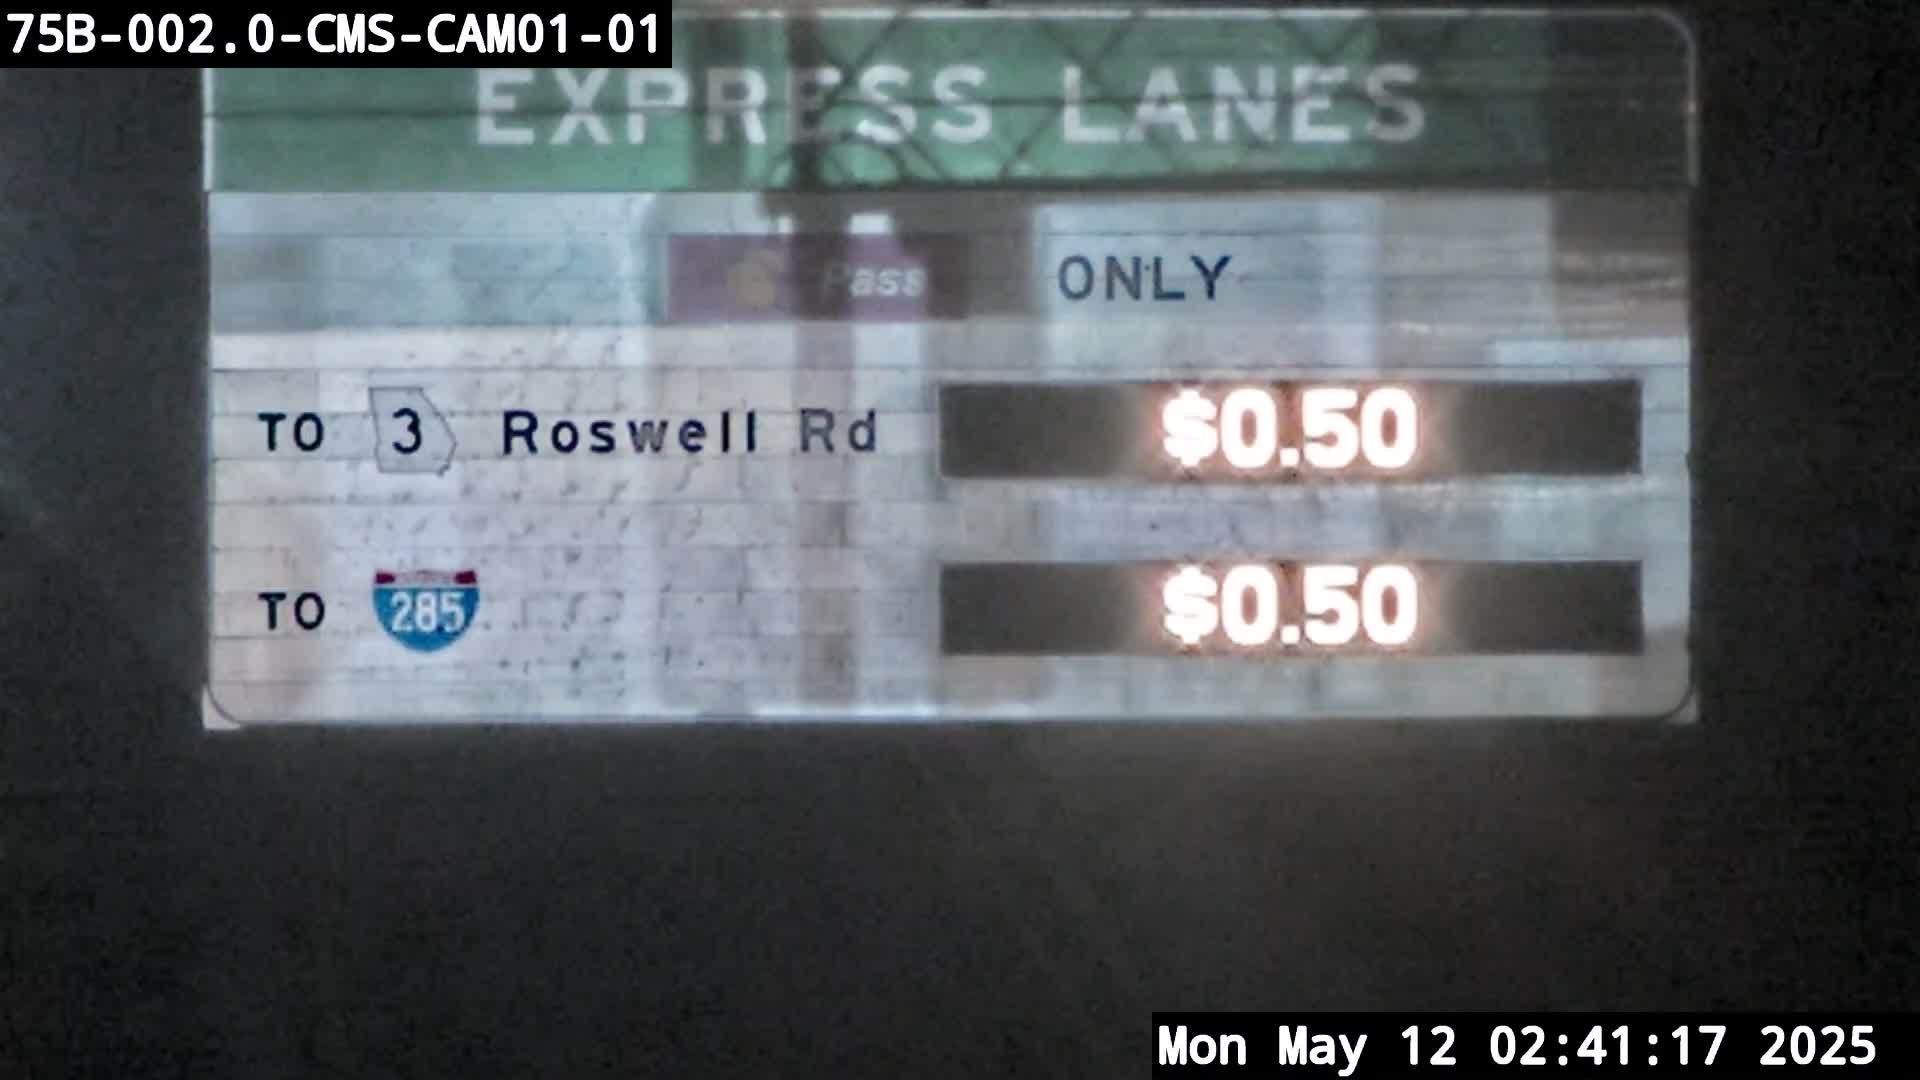 75B-002.0-CMS-CAM01-01
EXPRESS LANES
Pass ONLY
TO 3 Roswell Rd $0.50
TO 285 $0.50
Mon May 12 02:41:17 2025